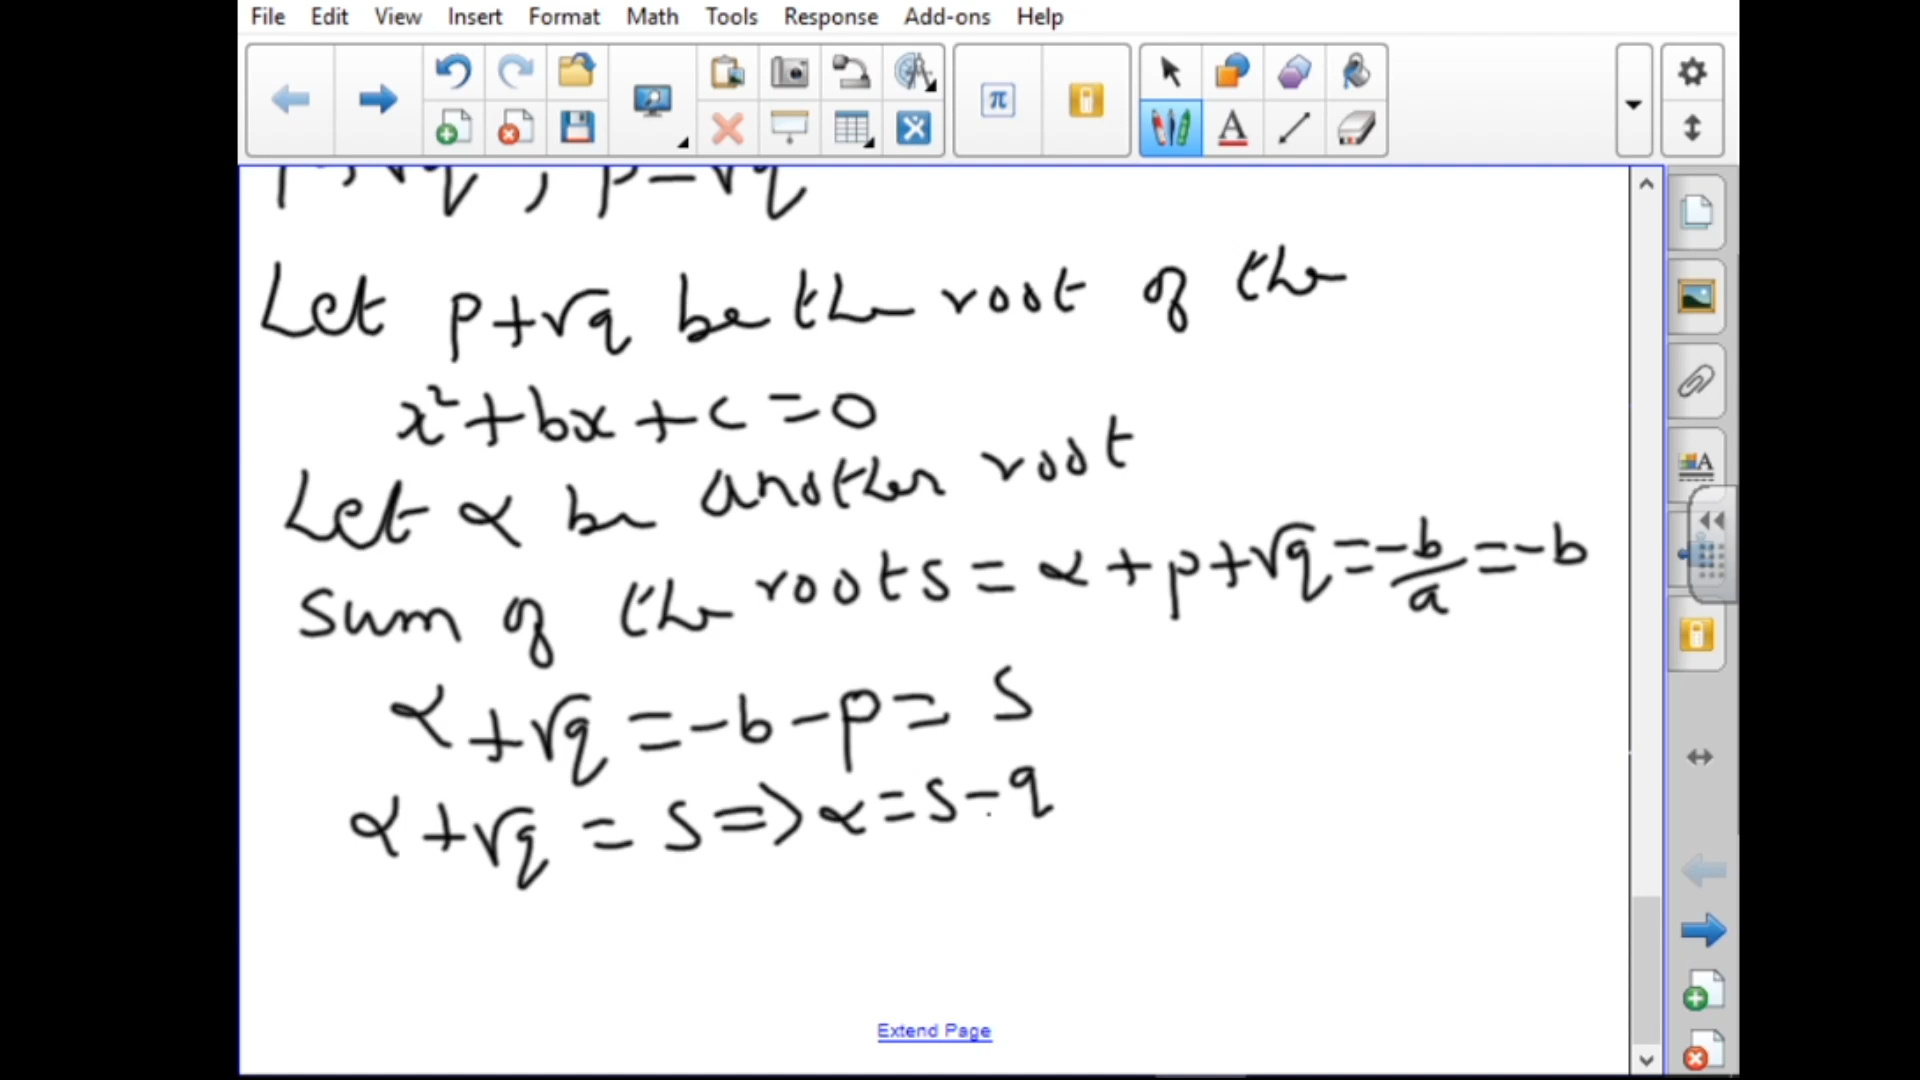 File Edit View Insert Format Math Tools Response Add-ons Help
p+√q , p-√q
Let p+√q be the root of the
x²+bx+c=0
Let α be another root
sum of the roots = α+p+√q = -b/a = -b
α+√q = -b-p = s
α+√q = s => α = s-q
Extend Page